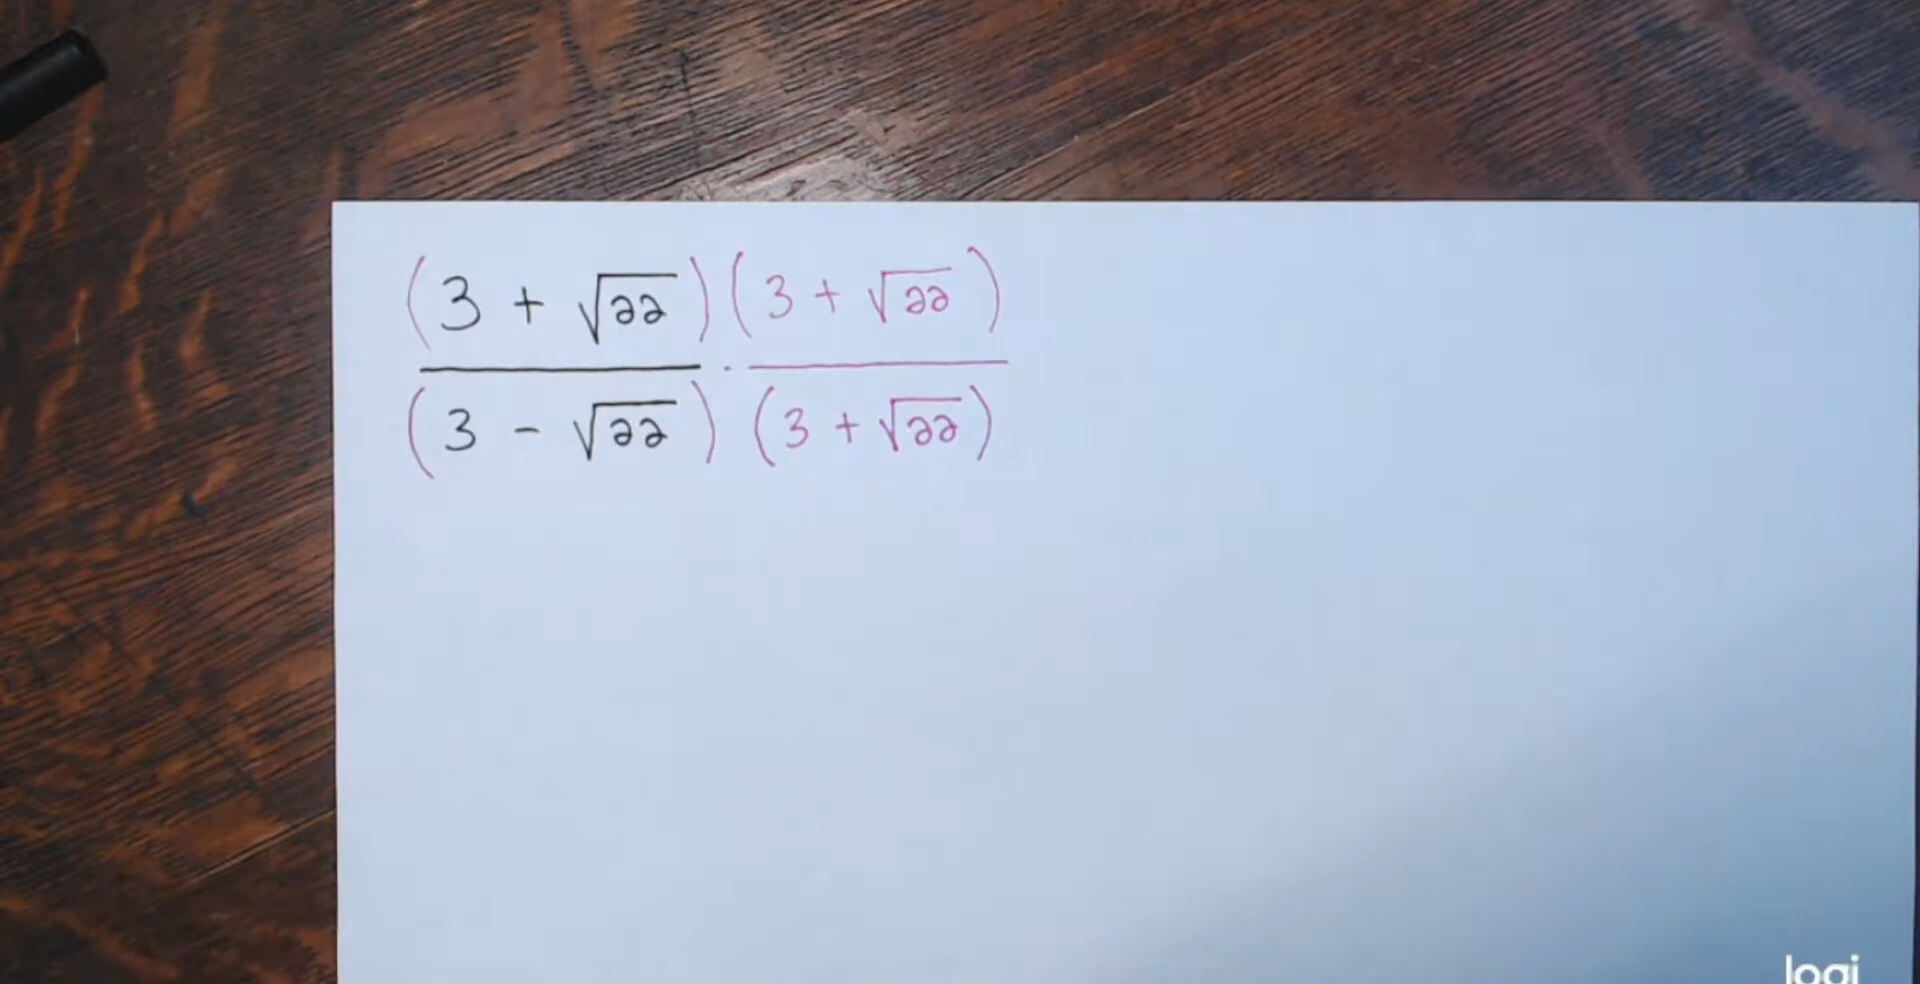 (3 + √22)(3 + √22)
(3 - √22) · (3 + √22)
logi